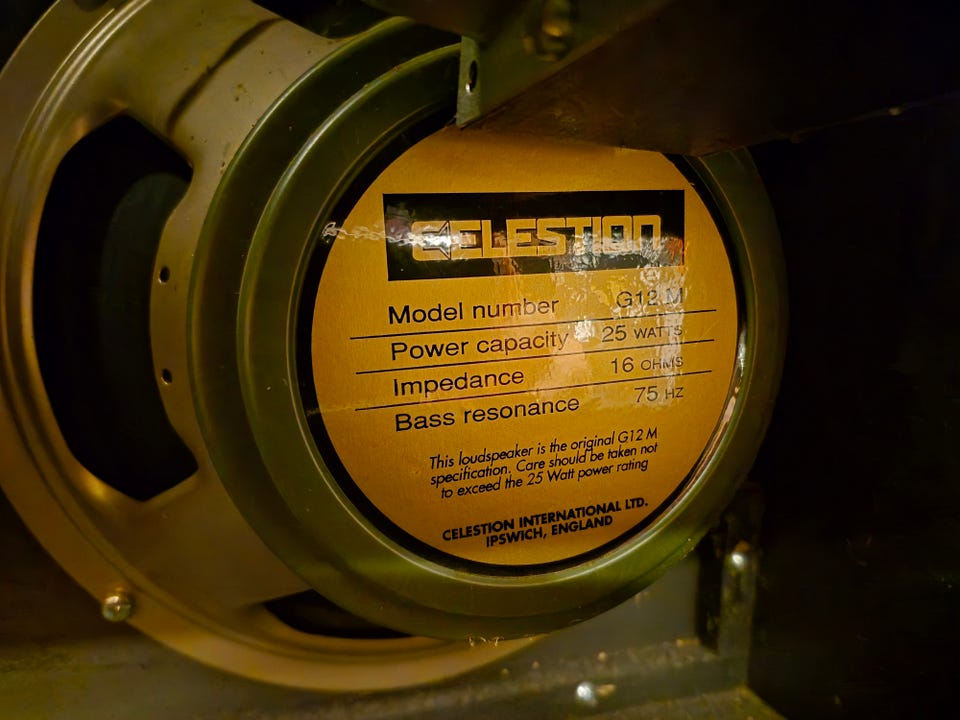 CELESTION
Model number G12 M
Power capacity 25 WATTS
Impedance 16 OHMS
Bass resonance 75 HZ
This loudspeaker is the original G12 M
specification. Care should be taken not
to exceed the 25 Watt power rating
CELESTION INTERNATIONAL LTD.
IPSWICH, ENGLAND